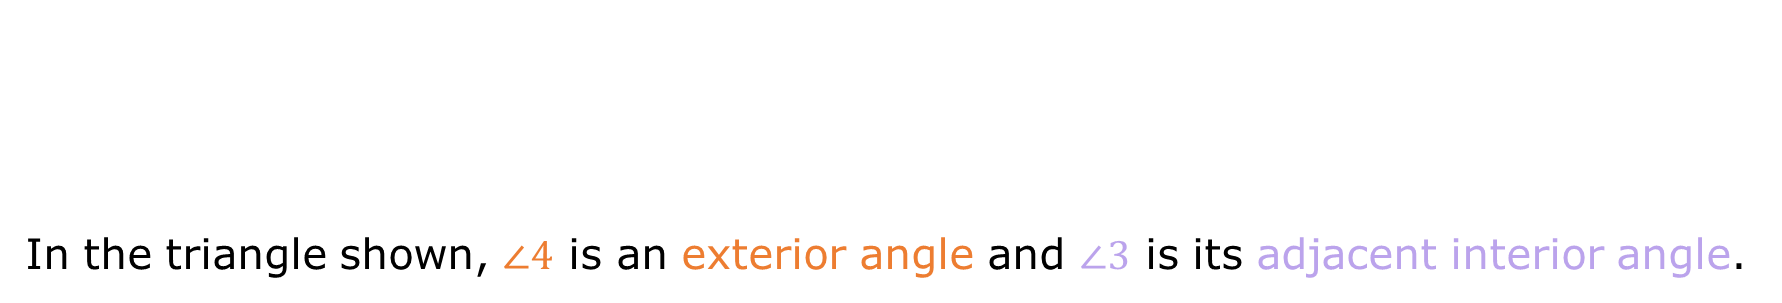 In the triangle shown, ∠4 is an exterior angle and ∠3 is its adjacent interior angle.